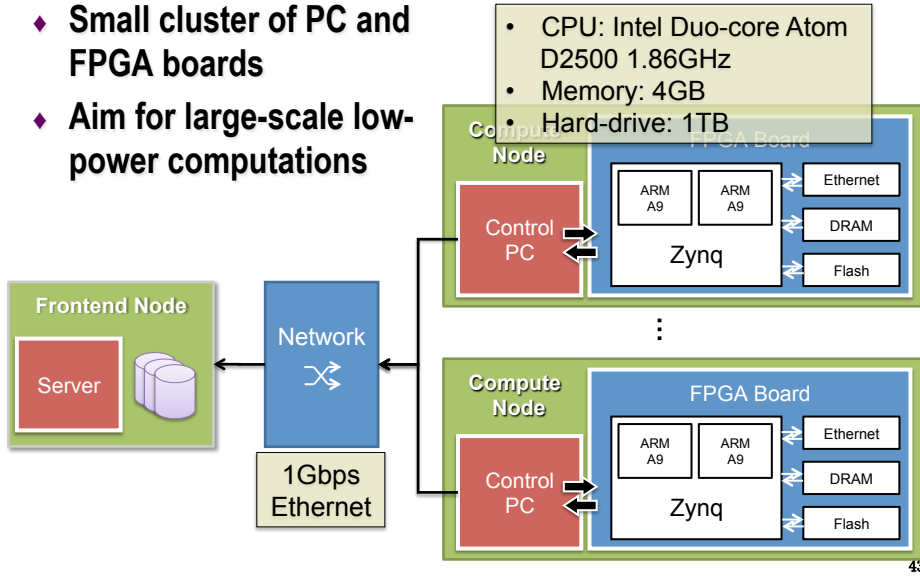 ♦ Small cluster of PC and
FPGA boards
♦ Aim for large-scale low-
power computations
• CPU: Intel Duo-core Atom
D2500 1.86GHz
• Memory: 4GB
• Hard-drive: 1TB
Compute
Node
FPGA Board
Control
PC
ARM
A9
ARM
A9
Zynq
Ethernet
DRAM
Flash
...
Frontend Node
Server
Network
1Gbps
Ethernet
Compute
Node
FPGA Board
Control
PC
ARM
A9
ARM
A9
Zynq
Ethernet
DRAM
Flash